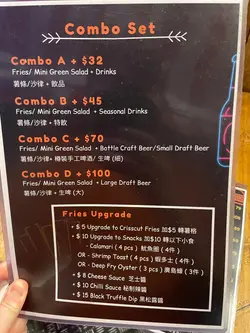 Combo Set
Combo A + $32
Fries/ Mini Green Salad + Drinks
薯條/沙律 + 飲品
Combo B + $45
Fries/ Mini Green Salad + Seasonal Drinks
薯條/沙律 + 特飲
Combo C + $70
Fries/ Mini Green Salad + Bottle Craft Beer/Small Draft Beer
薯條/沙律+ 樽裝手工啤酒/ 生啤 (細)
Combo D + $100
Fries/ Mini Green Salad + Large Draft Beer
薯條/沙律 + 生啤 (大)
Fries Upgrade
• $ 5 Upgrade to Crisscut Fries 加$5 轉薯格
• $ 10 Upgrade to Snacks 加$10 轉以下小食
- Calamari ( 4 pcs ) 魷魚圈 (4件)
OR - Shrimp Toast ( 4 pcs ) 蝦多士 ( 4件 )
OR - Deep Fry Oyster ( 3 pcs ) 廣島蠔 ( 3件 )
• $ 8 Cheese Sauce 芝士醬
• $ 10 Chilli Sauce 秘制辣醬
• $ 15 Black Truffle Dip 黑松露醬